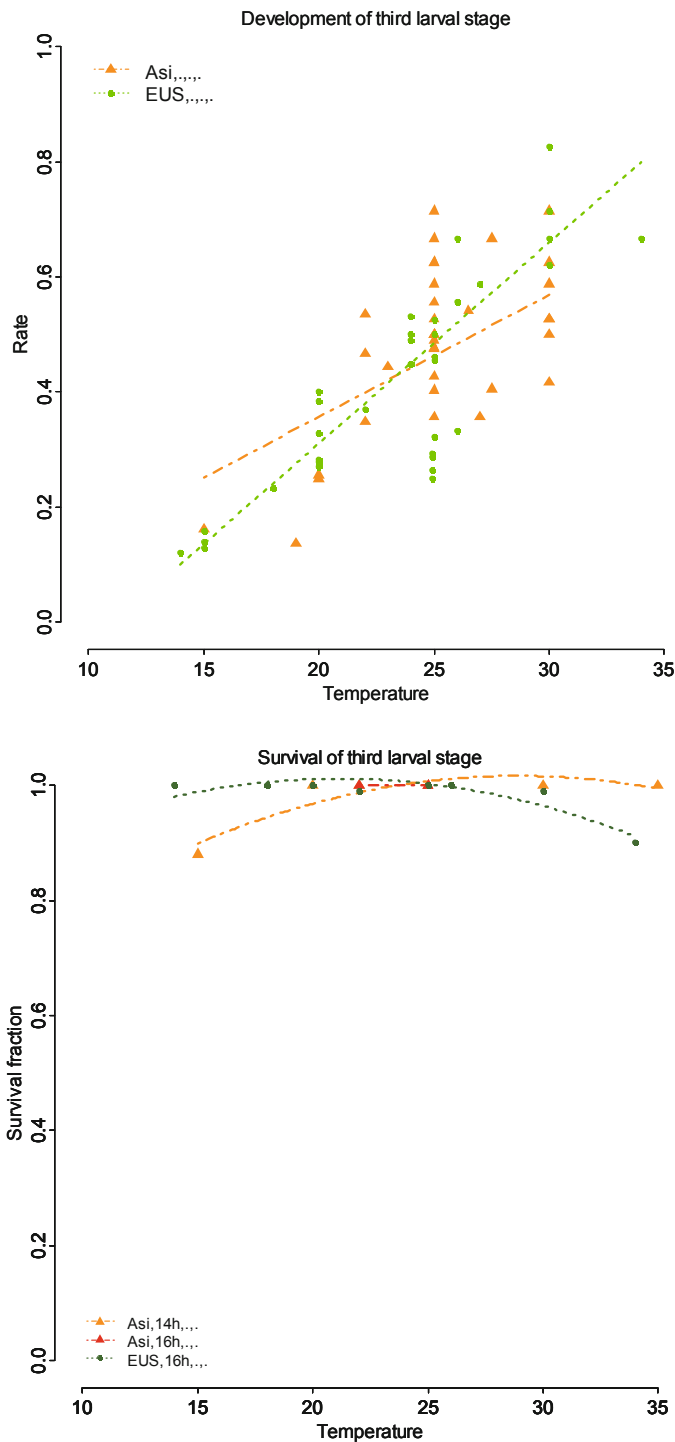 Development of third larval stage
1.0
Asi,.,.,.
EUS,.,.,.
0.8
0.6
Rate
0.4
0.2
0.0
10 15 20 25 30 35
Temperature
Survival of third larval stage
1.0
0.8
0.6
Survival fraction
0.4
0.2
Asi,14h,.,.
Asi,16h,.,.
EUS,16h,.,.
0.0
10 15 20 25 30 35
Temperature